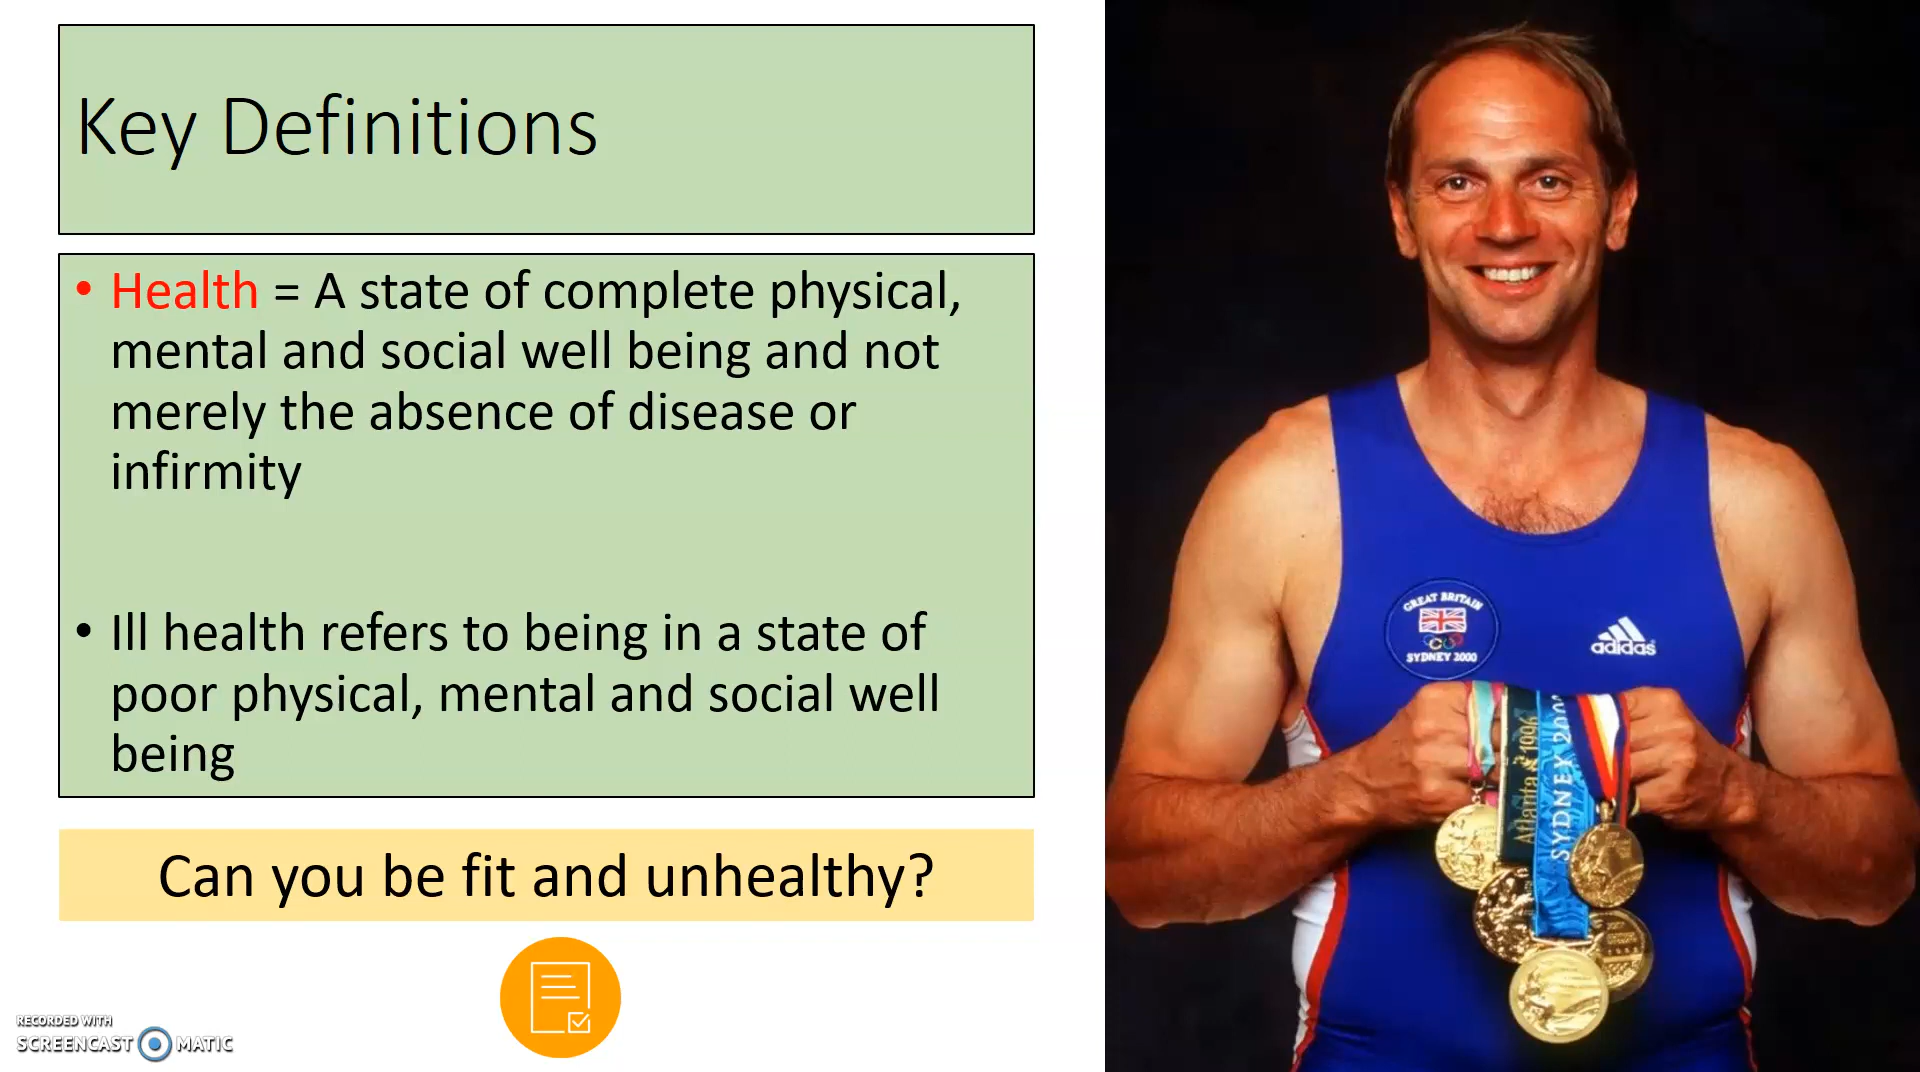 Key Definitions
• Health = A state of complete physical,
mental and social well being and not
merely the absence of disease or
infirmity
• Ill health refers to being in a state of
poor physical, mental and social well
being
Can you be fit and unhealthy?
RECORDED WITH
SCREENCAST MATIC
GREAT BRITAIN
SYDNEY 2000
adidas
Atlanta 1996
SYDNEY 2000